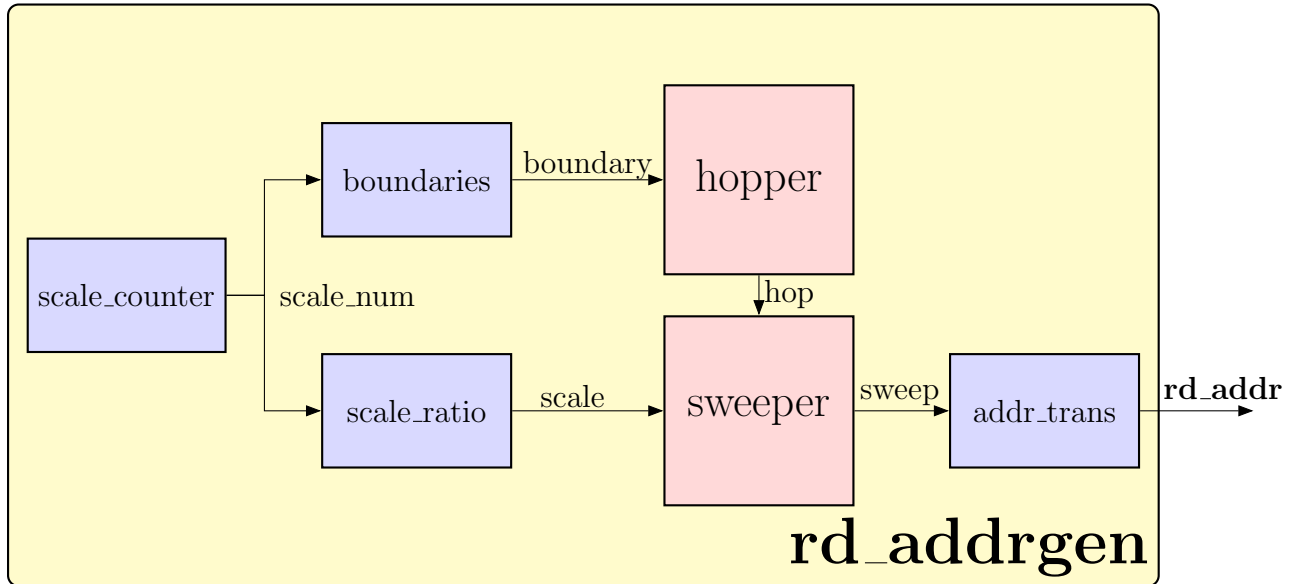 boundary
hopper
boundaries
scale_counter
scale_num
hop
scale_ratio
scale
sweeper
sweep
addr_trans
rd_addr
rd_addrgen